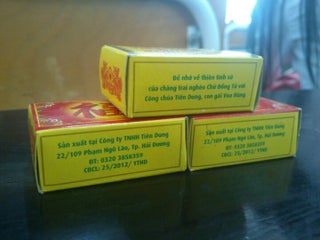 Để nhớ về thiên tình sử
của chàng trai nghèo Chử Đồng Tử với
Công chúa Tiên Dung, con gái Vua Hùng
Sản xuất tại Công ty TNHH Tiên Dung
22/109 Phạm Ngũ Lão, Tp. Hải Dương
ĐT: 0320 3858359
CBCL: 25/2012/ YTHD
Sản xuất tại Công ty TNHH Tiên Dung
22/109 Phạm Ngũ Lão, Tp. Hải Dương
ĐT: 0320 3858359
CBCL: 25/2012/ YTHD